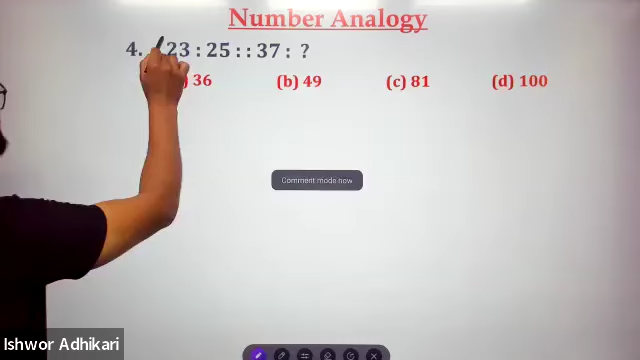 Number Analogy
4. 23 : 25 : : 37 : ?
) 36 (b) 49 (c) 81 (d) 100
Comment mode now
Ishwor Adhikari